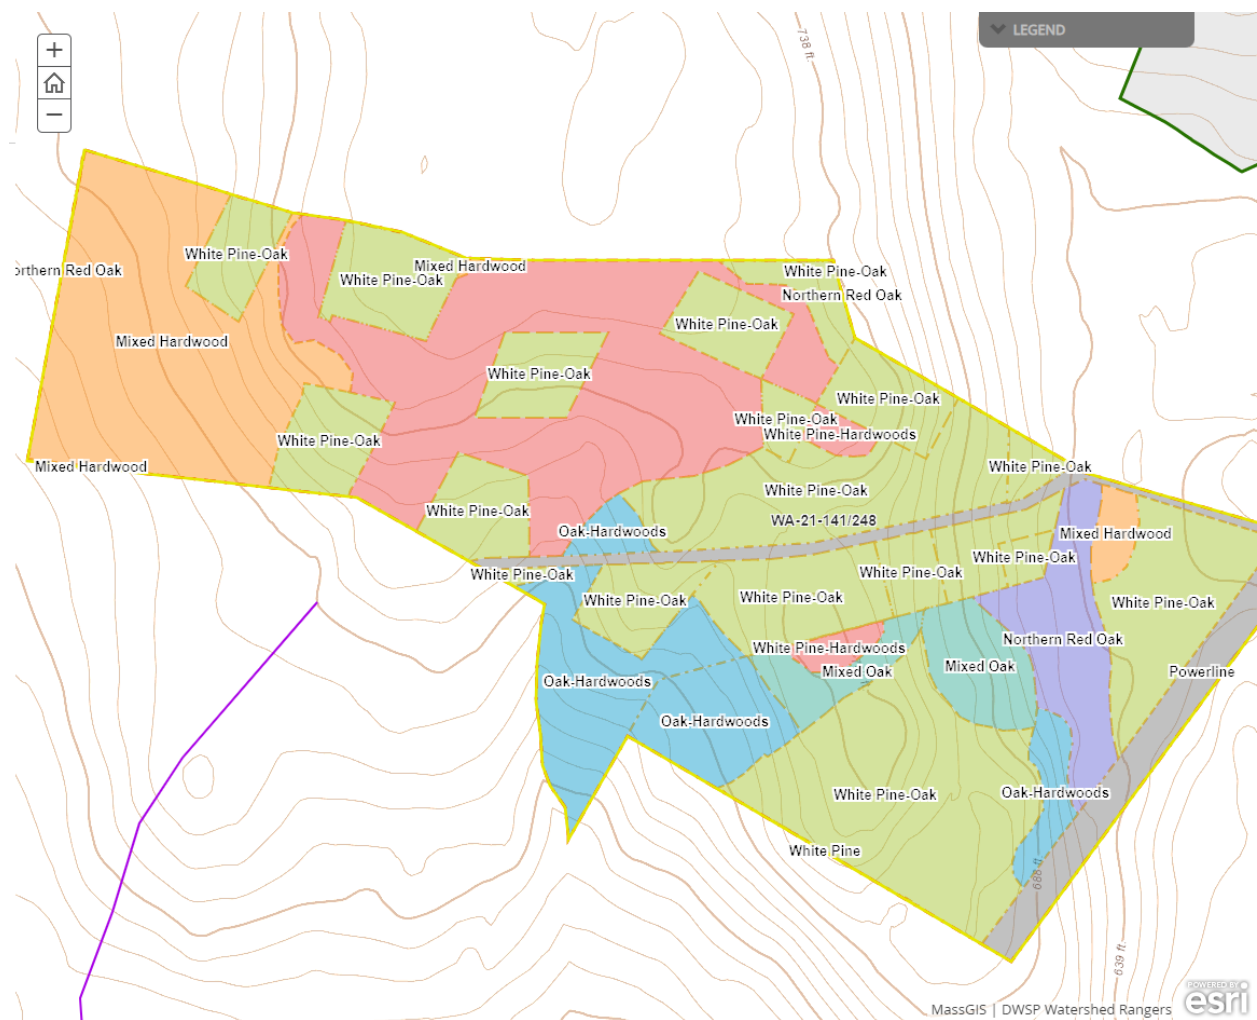 LEGEND
+
−
738 ft.
White Pine-Oak
Mixed Hardwood
White Pine-Oak
White Pine-Oak
orthern Red Oak
Northern Red Oak
White Pine-Oak
Mixed Hardwood
White Pine-Oak
White Pine-Oak
White Pine-Oak
White Pine-Hardwoods
White Pine-Oak
Mixed Hardwood
White Pine-Oak
White Pine-Oak
White Pine-Oak
WA-21-141/248
Oak-Hardwoods
Mixed Hardwood
White Pine-Oak
White Pine-Oak
White Pine-Oak
White Pine-Oak
White Pine-Oak
White Pine-Oak
Northern Red Oak
White Pine-Hardwoods
Mixed Oak
Mixed Oak
Powerline
Oak-Hardwoods
Oak-Hardwoods
White Pine-Oak
Oak-Hardwoods
White Pine
688 ft.
639 ft.
MassGIS | DWSP Watershed Rangers
POWERED BY
esri